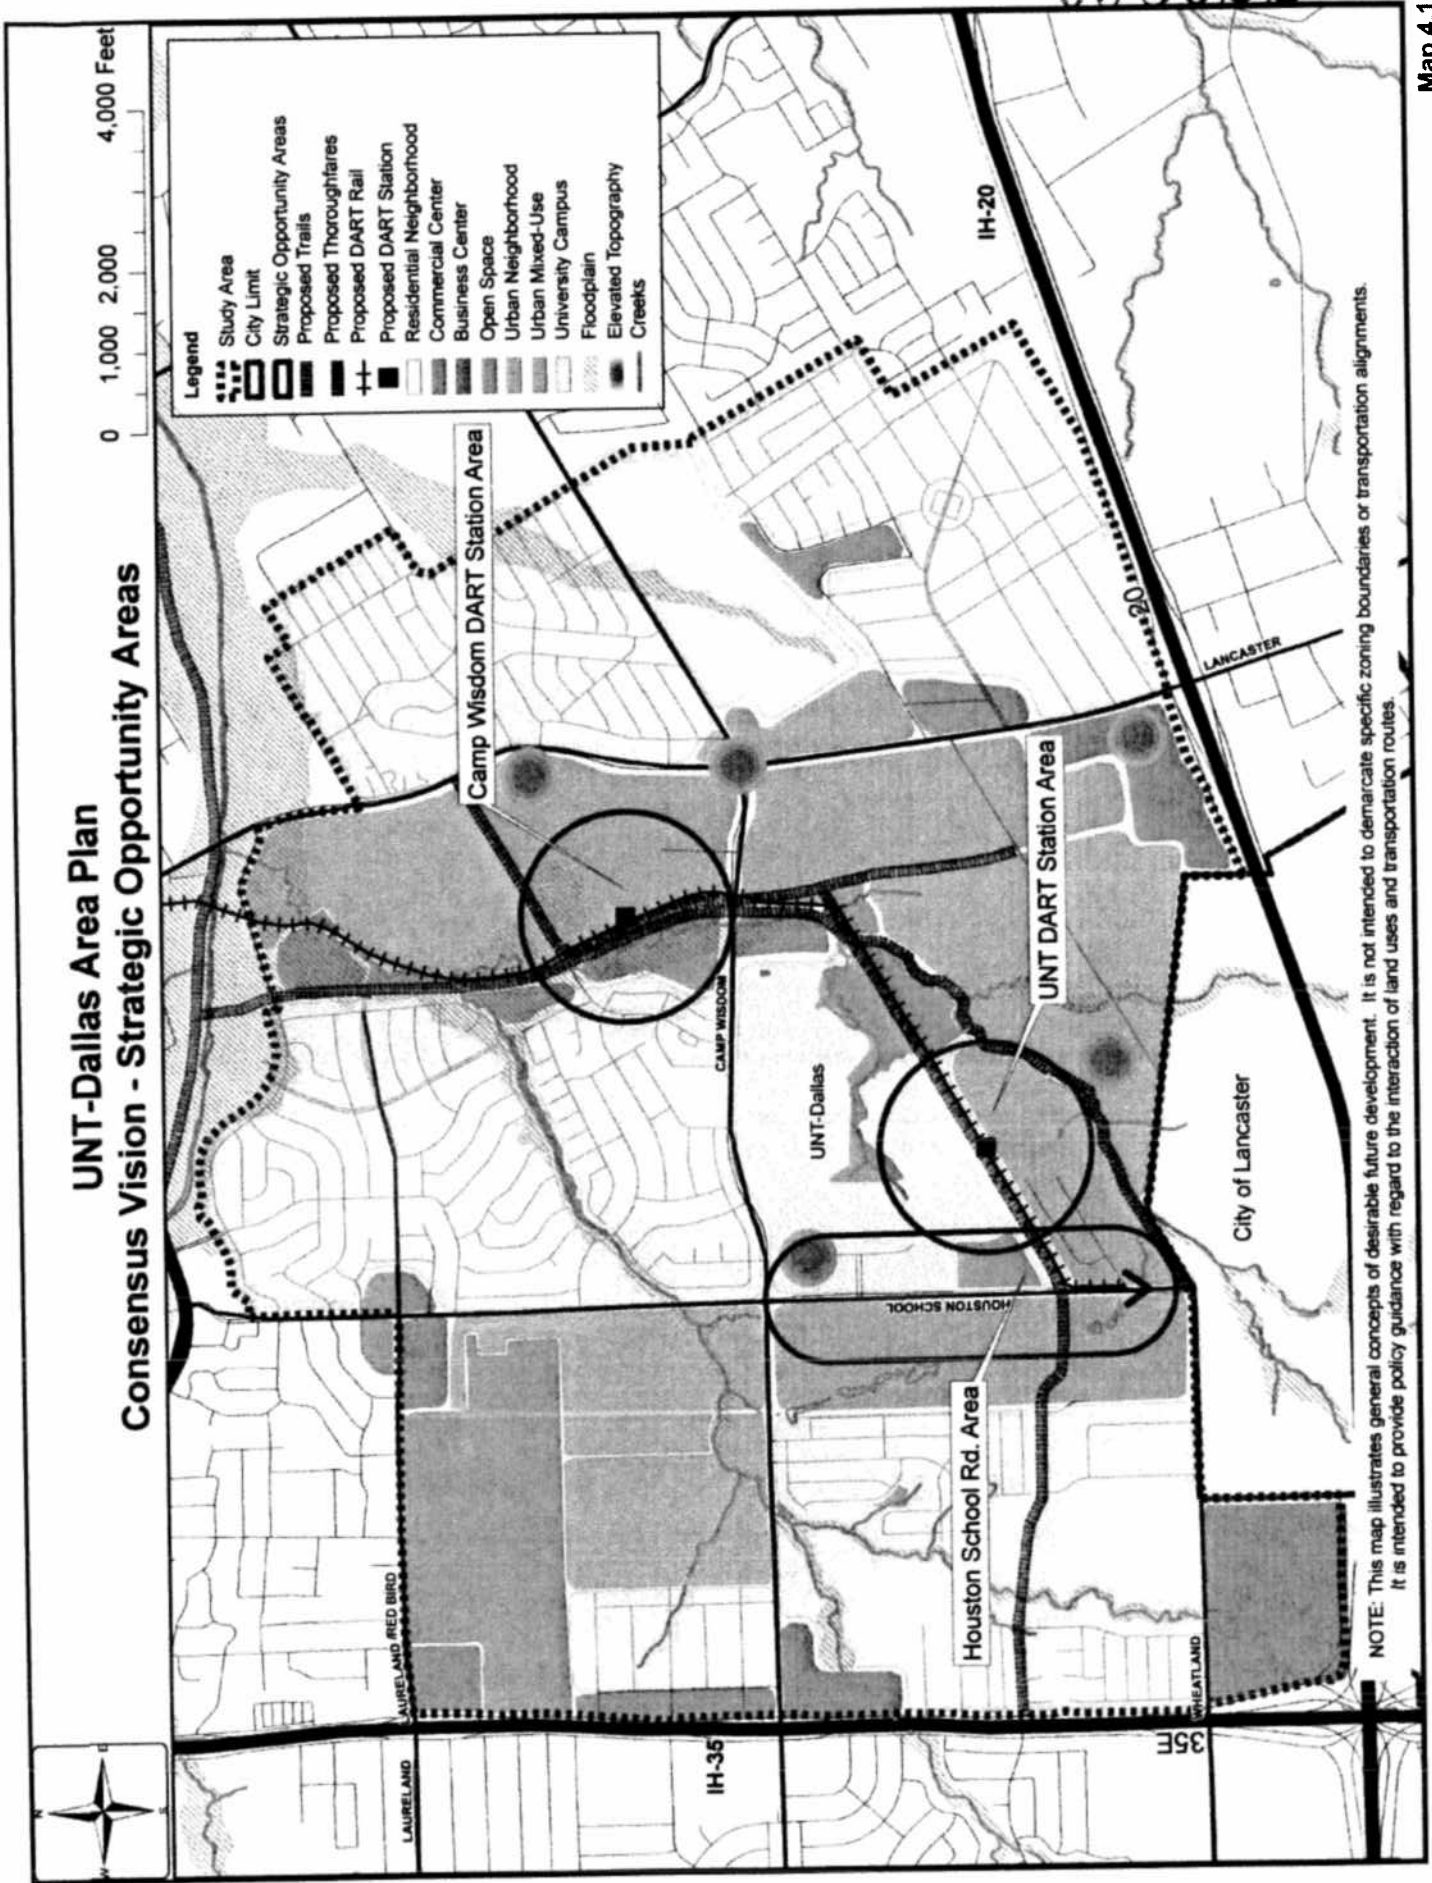 UNT-Dallas Area Plan
Consensus Vision - Strategic Opportunity Areas
0 1,000 2,000 4,000 Feet
N
E
S
W
Legend
Study Area
City Limit
Strategic Opportunity Areas
Proposed Trails
Proposed Thoroughfares
Proposed DART Rail
Proposed DART Station
Residential Neighborhood
Commercial Center
Business Center
Open Space
Urban Neighborhood
Urban Mixed-Use
University Campus
Floodplain
Elevated Topography
Creeks
Camp Wisdom DART Station Area
LAURELAND
LAURELAND /RED BIRD
CAMP WISDOM
IH-35
UNT-Dallas
HOUSTON SCHOOL
UNT DART Station Area
Houston School Rd. Area
IH-20
20
LANCASTER
WHEATLAND
35E
City of Lancaster
NOTE: This map illustrates general concepts of desirable future development. It is not intended to demarcate specific zoning boundaries or transportation alignments.
It is intended to provide policy guidance with regard to the interaction of land uses and transportation routes.
Map 4.1